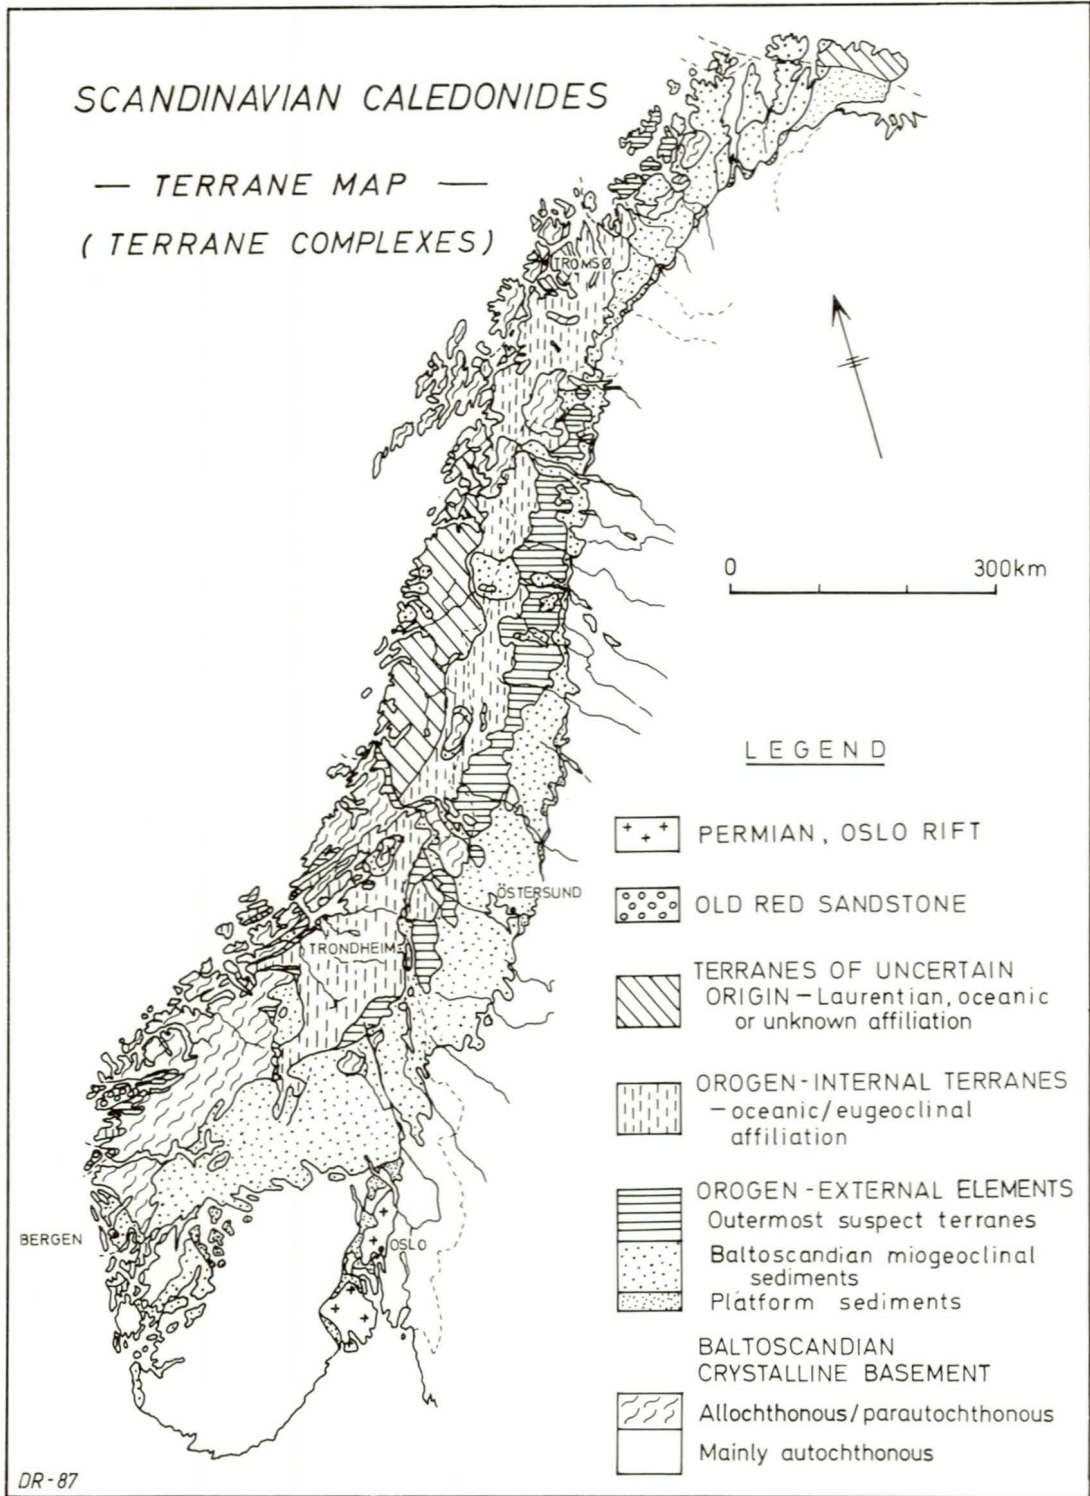 SCANDINAVIAN CALEDONIDES
— TERRANE MAP —
( TERRANE COMPLEXES)
TROMSØ
0 300km
LEGEND
PERMIAN, OSLO RIFT
ÖSTERSUND
OLD RED SANDSTONE
TRONDHEIM
TERRANES OF UNCERTAIN
ORIGIN – Laurentian, oceanic
or unknown affiliation
OROGEN-INTERNAL TERRANES
– oceanic/eugeoclinal
affiliation
OROGEN-EXTERNAL ELEMENTS
Outermost suspect terranes
BERGEN
OSLO
Baltoscandian miogeoclinal
sediments
Platform sediments
BALTOSCANDIAN
CRYSTALLINE BASEMENT
Allochthonous/parautochthonous
Mainly autochthonous
DR-87